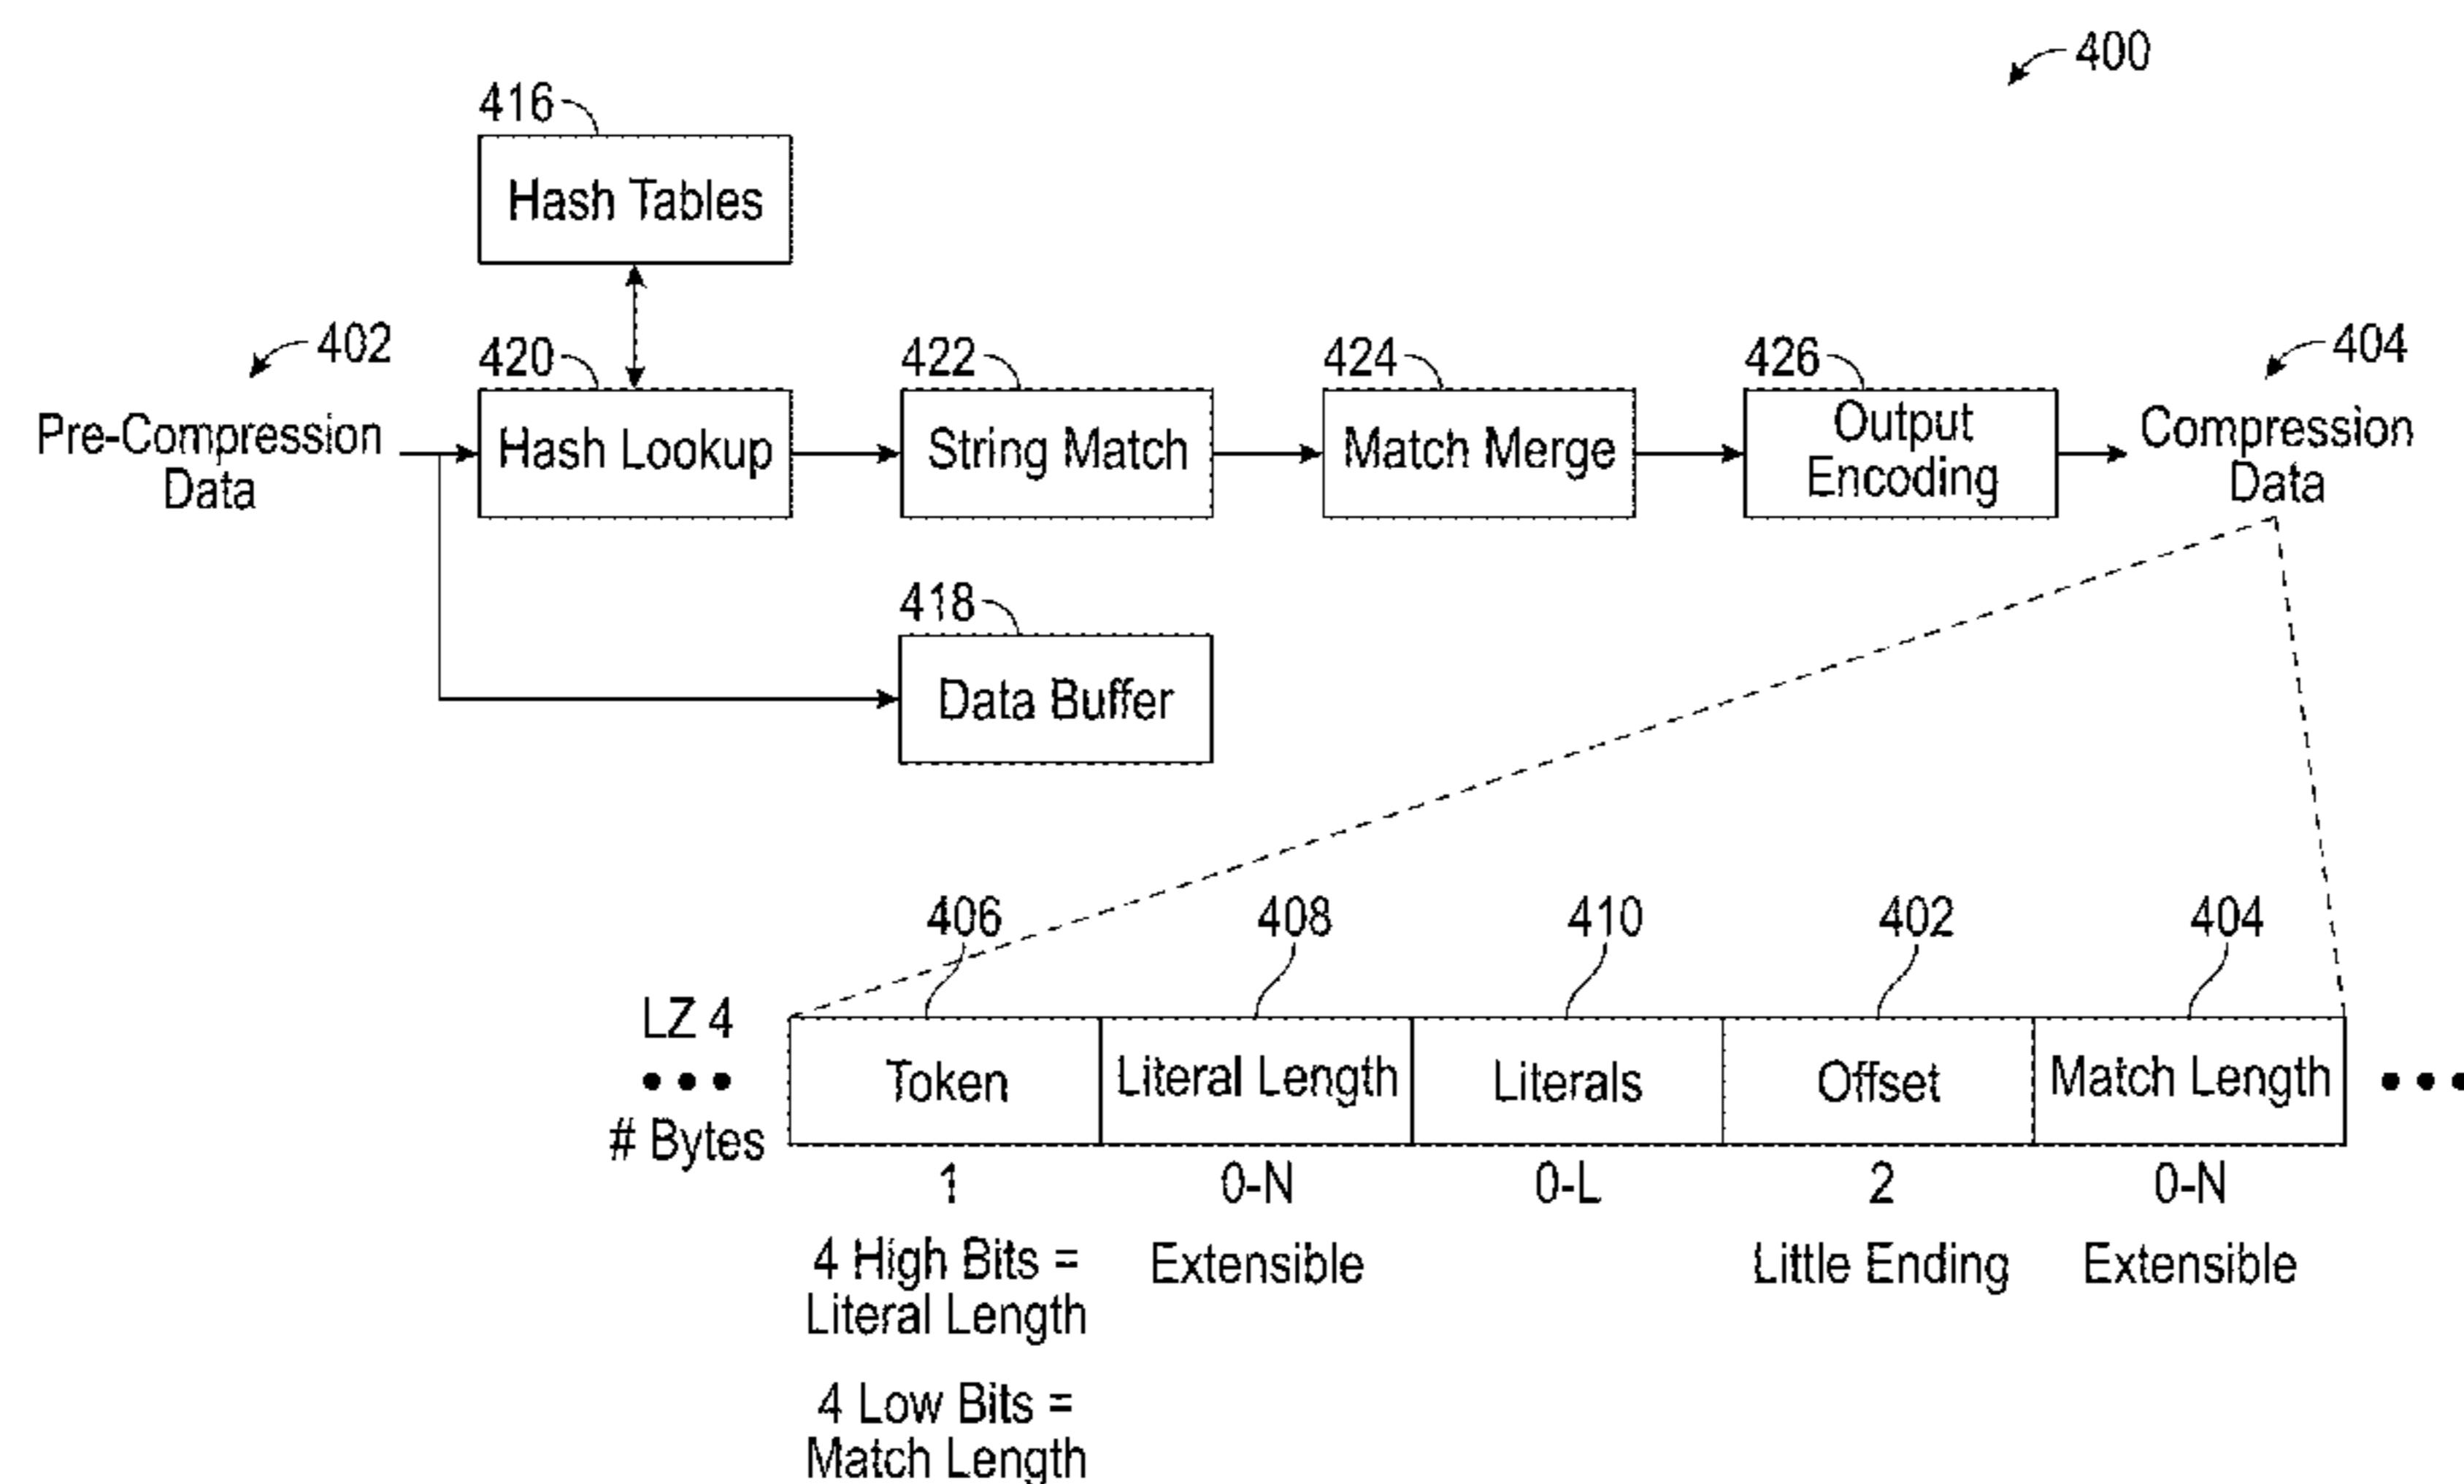 400
416
Hash Tables
402
420
422
424
426
404
Pre-Compression
Data
Hash Lookup
String Match
Match Merge
Output
Encoding
Compression
Data
418
Data Buffer
406
408
410
402
404
LZ 4
# Bytes
Token
Literal Length
Literals
Offset
Match Length
1
0-N
0-L
2
0-N
4 High Bits =
Literal Length
Extensible
Little Ending
Extensible
4 Low Bits =
Match Length